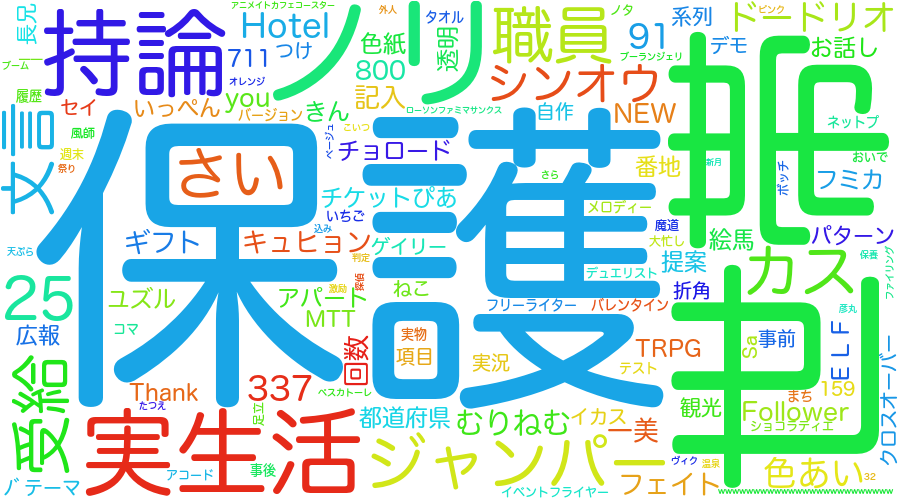 アニメイトカフェコースター
外人
タオル
ノタ
ピンク
長兄
持論
Hotel
ノリ
職員
系列
ドードリオ
つけ
色紙
透明
91
デモ
お話し
ブーム
711
オレンジ
800
シンオウ
ブーランジェリ
履歴
セイ
いっぺん
you
バージョン
きん
記入
ローソンファミマサンクス
自作
NEW
ネットプ
文言
風師
ページュ
こいつ
チョロード
週末
祭り
さい
保護
番地
新月
おいで
チケットぴあ
さら
ポッチ
フミカ
いちご
メロディー
魔道
絵馬
パターン
天ぷら
ギフト
キュヒョン
込み
ゲイリー
大忙し
保養
判定
デュエリスト
提案
カス
ファイリング
25
ユズル
アパート
激励
探偵
ねこ
フリーライター
バレンタイン
折角
彦丸
広報
コマ
MTT
実物
項目
回数
実況
TRPG
テスト
Sa
事前
ELF
クロスオーバー
受給
Thank
337
ペスカトーレ
まち
159
たつえ
足立
都道府県
むりねむ
イカス
一美
観光
Follower
ショコラティエ
実生活
ジャンパー
ヴィク
温泉
色あい
バテーマ
アコード
事後
イベントフライヤー
フェイト
32